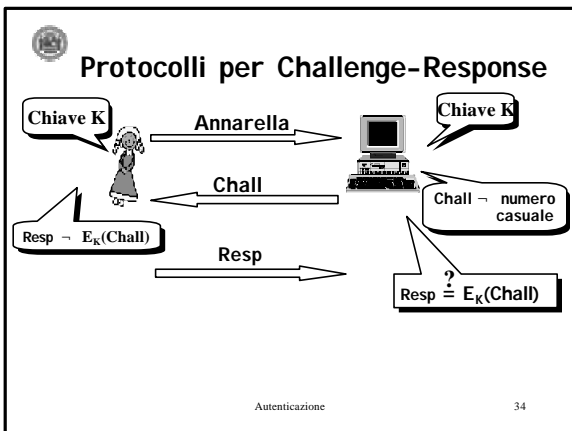 Protocolli per Challenge-Response
Chiave K
Annarella
Chiave K
Chall
Chall ¬ numero
casuale
Resp ¬ E_K(Chall)
Resp
?
Resp = E_K(Chall)
Autenticazione 34